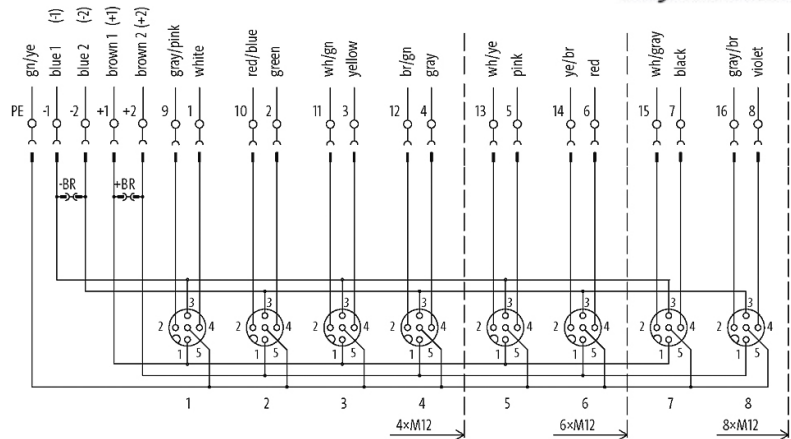 gn/ye blue 1 (-1) blue 2 (-2) brown 1 (+1) brown 2 (+2) gray/pink white red/blue green wh/gn yellow br/gn gray wh/ye pink ye/br red wh/gray black gray/br violet
PE -1 -2 +1 +2 9 1 10 2 11 3 12 4 13 5 14 6 15 7 16 8
-BR +BR
3 3 3 3 3 3 3 3
2 4 2 4 2 4 2 4 2 4 2 4 2 4 2 4
1 5 1 5 1 5 1 5 1 5 1 5 1 5 1 5
1 2 3 4 5 6 7 8
4×M12 6×M12 8×M12